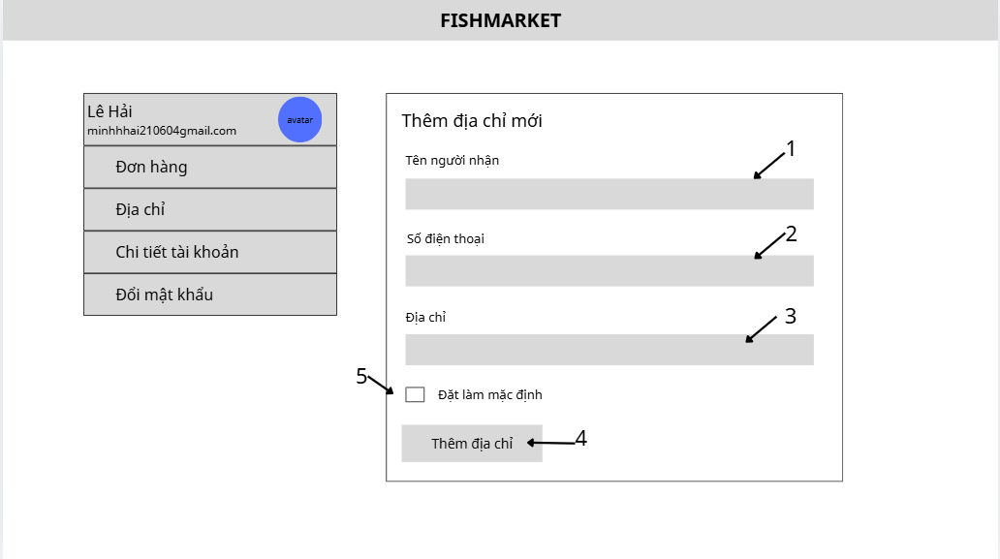 FISHMARKET
Lê Hải
minhhhai210604gmail.com
avatar
Đơn hàng
Địa chỉ
Chi tiết tài khoản
Đổi mật khẩu
Thêm địa chỉ mới
Tên người nhận
1
Số điện thoại
2
Địa chỉ
3
5
Đặt làm mặc định
Thêm địa chỉ
4